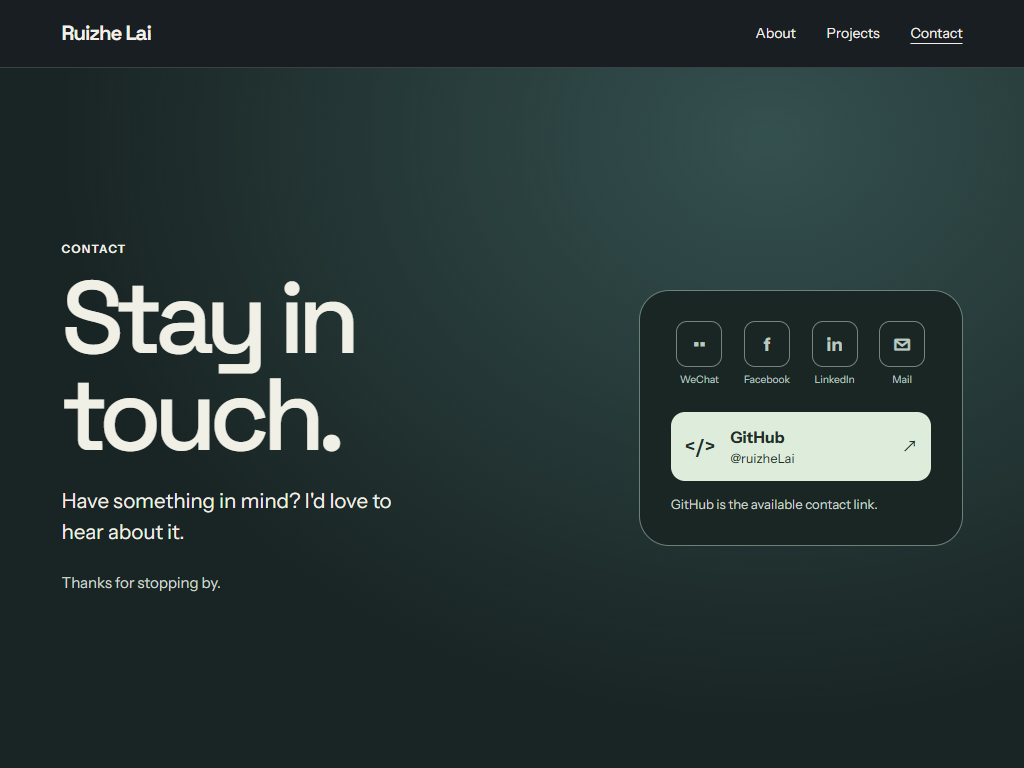 Ruizhe Lai
About
Projects
Contact
CONTACT
Stay in
touch.
Have something in mind? I'd love to
hear about it.
Thanks for stopping by.
f
in
WeChat
Facebook
LinkedIn
Mail
</>
GitHub
@ruizheLai
↗
GitHub is the available contact link.